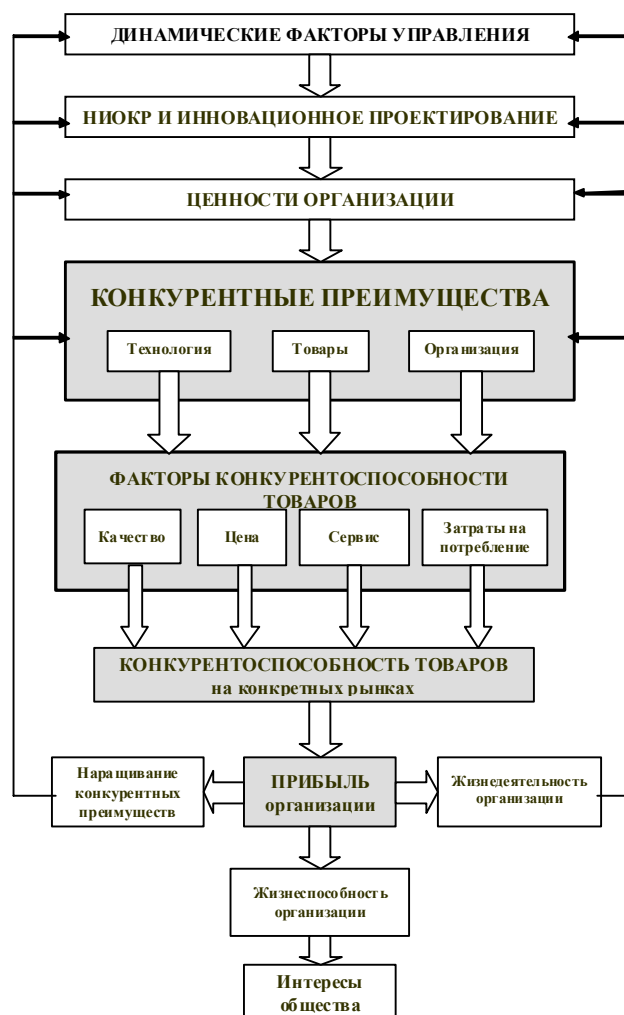 ДИНАМИЧЕСКИЕ ФАКТОРЫ УПРАВЛЕНИЯ
НИОКР И ИННОВАЦИОННОЕ ПРОЕКТИРОВАНИЕ
ЦЕННОСТИ ОРГАНИЗАЦИИ
КОНКУРЕНТНЫЕ ПРЕИМУЩЕСТВА
Технология
Товары
Организация
ФАКТОРЫ КОНКУРЕНТОСПОСОБНОСТИ
ТОВАРОВ
Качество
Цена
Сервис
Затраты на
потребление
КОНКУРЕНТОСПОСОБНОСТЬ ТОВАРОВ
на конкретных рынках
Наращивание
конкурентных
преимуществ
ПРИБЫЛЬ
организации
Жизнедеятельность
организации
Жизнеспособность
организации
Интересы
общества